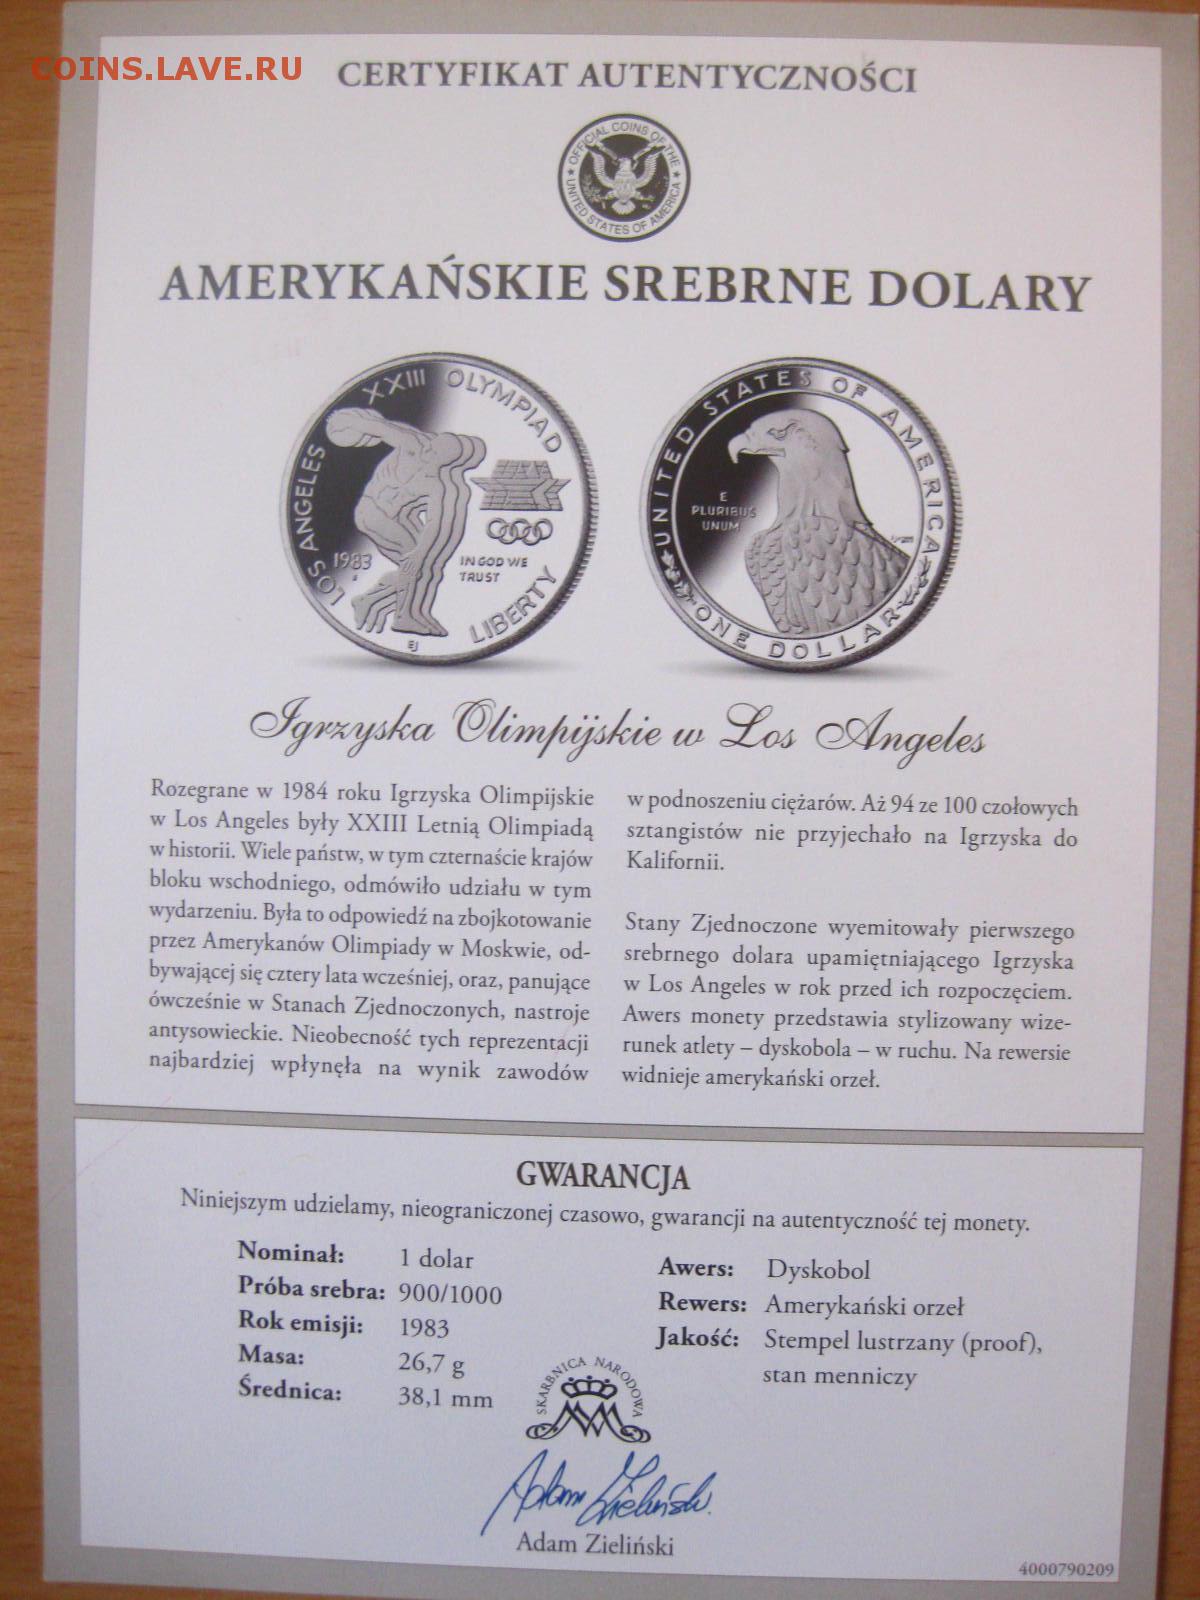 COINS.LAVE.RU
CERTYFIKAT AUTENTYCZNOŚCI
OFFICIAL COINS OF THE
UNITED STATES OF AMERICA
AMERYKAŃSKIE SREBRNE DOLARY
LOS ANGELES XXIII OLYMPIAD
1983
S
IN GOD WE
TRUST
LIBERTY
EJ
UNITED STATES OF AMERICA
E
PLURIBUS
UNUM
ONE DOLLAR
Igrzyska Olimpijskie w Los Angeles
Rozegrane w 1984 roku Igrzyska Olimpijskie
w Los Angeles były XXIII Letnią Olimpiadą
w historii. Wiele państw, w tym czternaście krajów
bloku wschodniego, odmówiło udziału w tym
wydarzeniu. Była to odpowiedź na zbojkotowanie
przez Amerykanów Olimpiady w Moskwie, od-
bywającej się cztery lata wcześniej, oraz, panujące
ówcześnie w Stanach Zjednoczonych, nastroje
antysowieckie. Nieobecność tych reprezentacji
najbardziej wpłynęła na wynik zawodów
w podnoszeniu ciężarów. Aż 94 ze 100 czołowych
sztangistów nie przyjechało na Igrzyska do
Kalifornii.
Stany Zjednoczone wyemitowały pierwszego
srebrnego dolara upamiętniającego Igrzyska
w Los Angeles w rok przed ich rozpoczęciem.
Awers monety przedstawia stylizowany wize-
runek atlety – dyskobola – w ruchu. Na rewersie
widnieje amerykański orzeł.
GWARANCJA
Niniejszym udzielamy, nieograniczonej czasowo, gwarancji na autentyczność tej monety.
Nominał: 1 dolar
Próba srebra: 900/1000
Rok emisji: 1983
Masa: 26,7 g
Średnica: 38,1 mm
Awers: Dyskobol
Rewers: Amerykański orzeł
Jakość: Stempel lustrzany (proof),
stan menniczy
SKARBNICA NARODOWA
Adam Zieliński
Adam Zieliński
4000790209